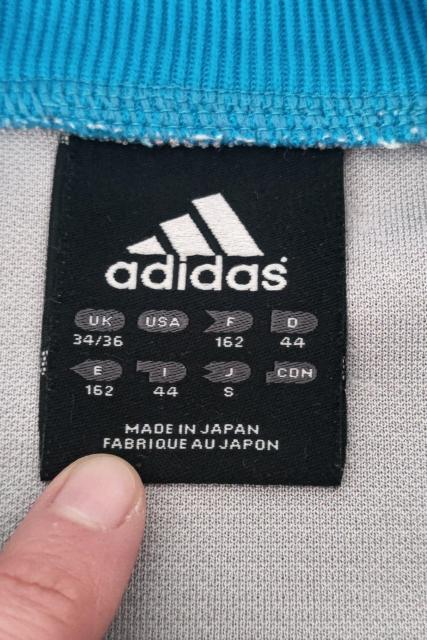 adidas
UK USA F D
34/36 162 44
E I J CDN
162 44 S
MADE IN JAPAN
FABRIQUE AU JAPON